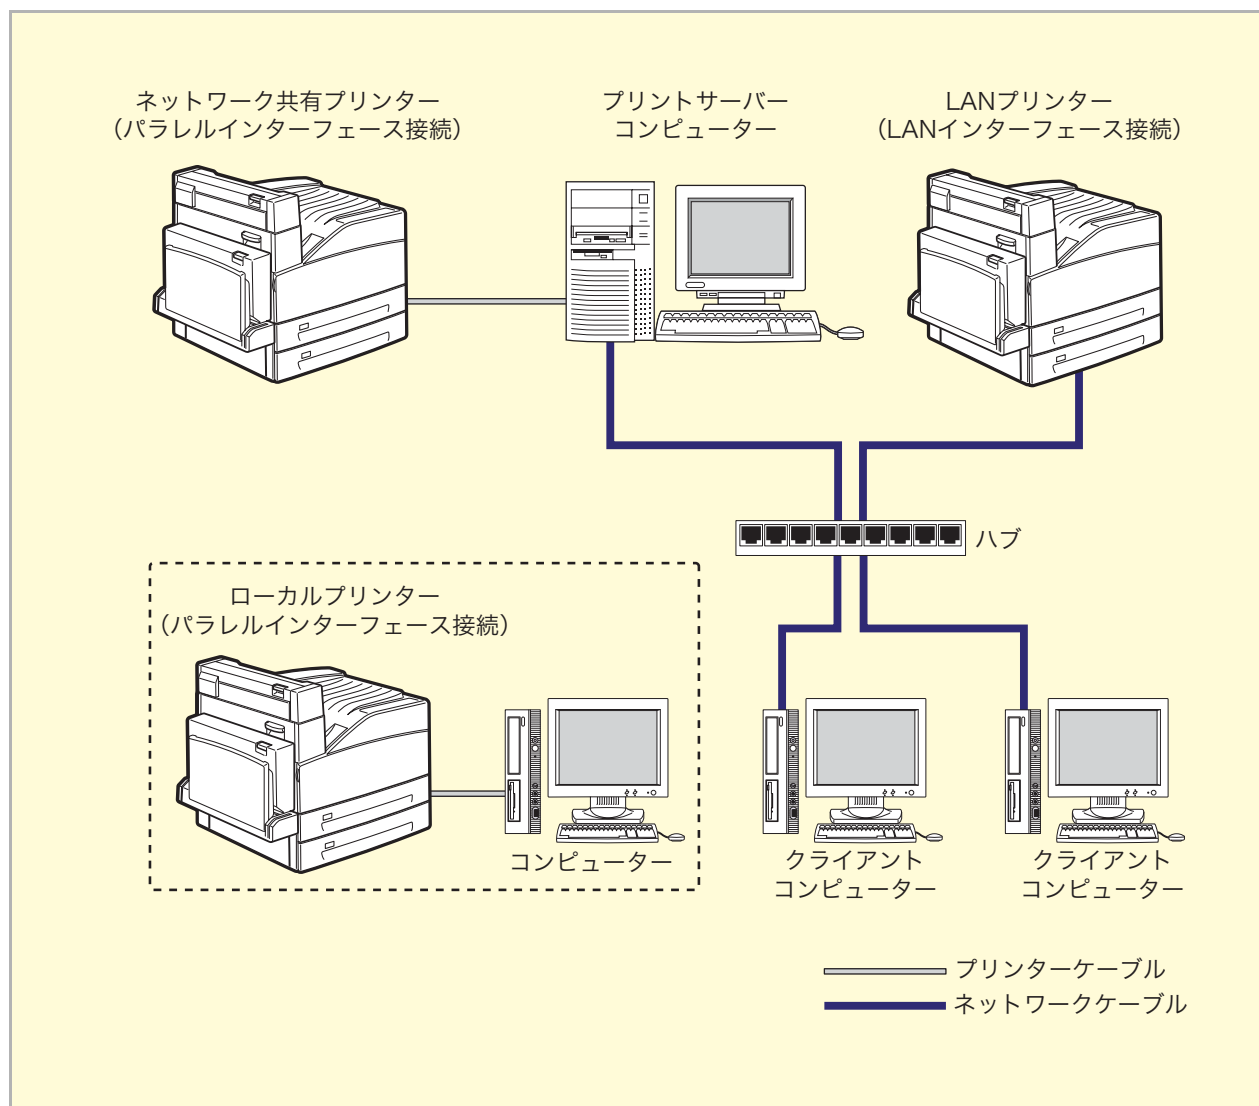 ネットワーク共有プリンター
（パラレルインターフェース接続）
プリントサーバー
コンピューター
LANプリンター
（LANインターフェース接続）
ハブ
ローカルプリンター
（パラレルインターフェース接続）
コンピューター
クライアント
コンピューター
クライアント
コンピューター
プリンターケーブル
ネットワークケーブル